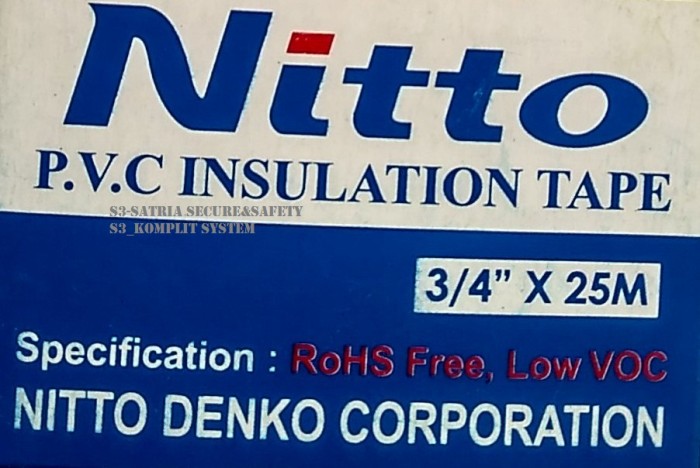 Nitto
P.V.C INSULATION TAPE
S3-SATRIA SECURE&SAFETY
S3_KOMPLIT SYSTEM
3/4" X 25M
Specification : RoHS Free, Low VOC
NITTO DENKO CORPORATION